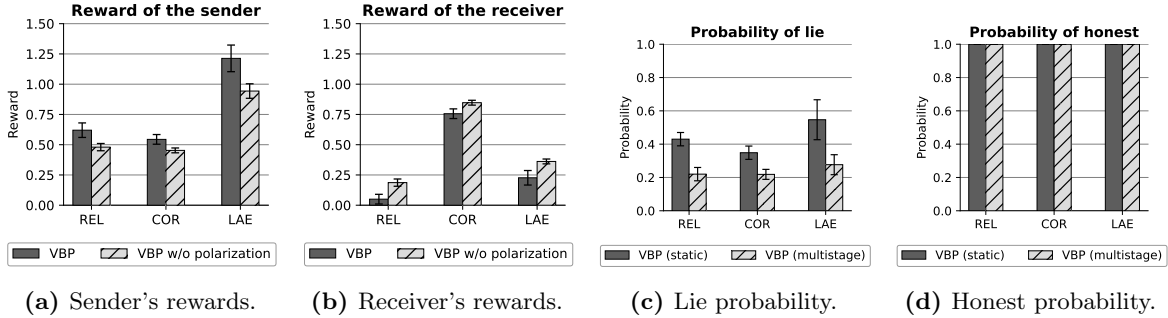 Reward of the sender
1.50
1.25
1.00
0.75
0.50
0.25
0.00
Reward
REL COR LAE
VBP VBP w/o polarization
(a) Sender's rewards.
Reward of the receiver
1.50
1.25
1.00
0.75
0.50
0.25
0.00
Reward
REL COR LAE
VBP VBP w/o polarization
(b) Receiver's rewards.
Probability of lie
1.0
0.8
0.6
0.4
0.2
0.0
Probability
REL COR LAE
VBP (static) VBP (multistage)
(c) Lie probability.
Probability of honest
1.0
0.8
0.6
0.4
0.2
0.0
Probability
REL COR LAE
VBP (static) VBP (multistage)
(d) Honest probability.